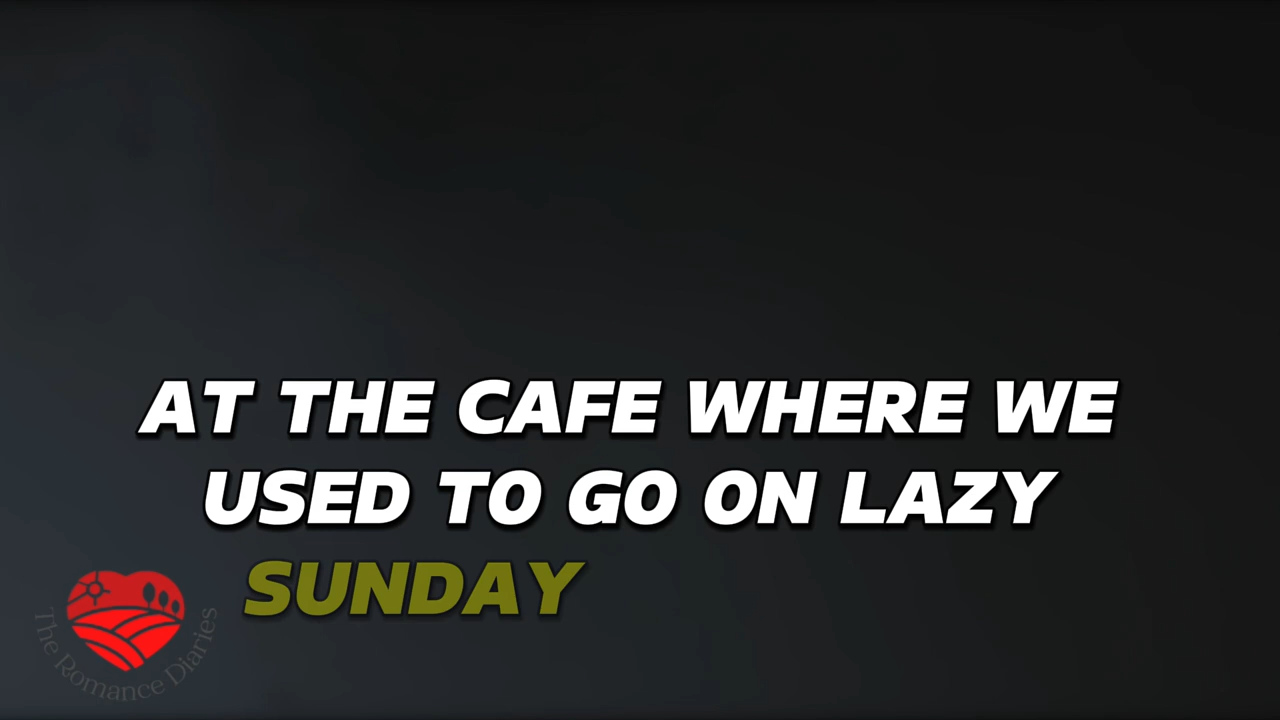 AT THE CAFE WHERE WE
USED TO GO ON LAZY
SUNDAY
The Romance Diaries